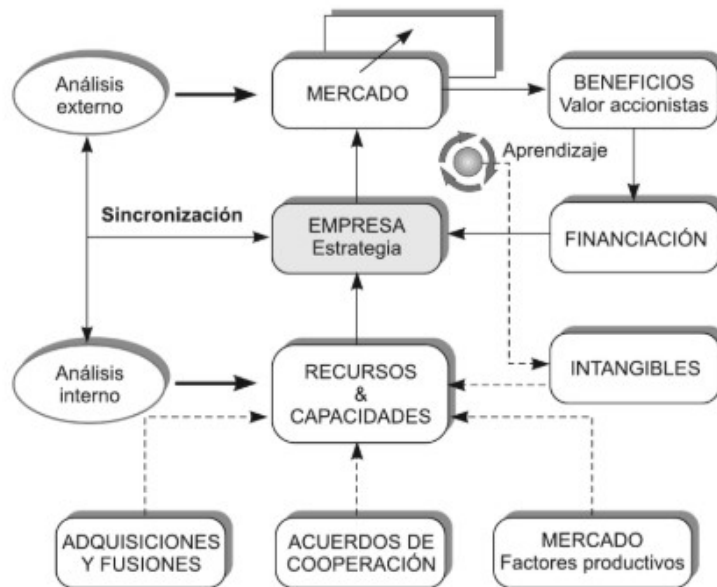 Análisis
externo
MERCADO
BENEFICIOS
Valor accionistas
Aprendizaje
Sincronización
EMPRESA
Estrategia
FINANCIACIÓN
Análisis
interno
RECURSOS
&
CAPACIDADES
INTANGIBLES
ADQUISICIONES
Y FUSIONES
ACUERDOS DE
COOPERACIÓN
MERCADO
Factores productivos